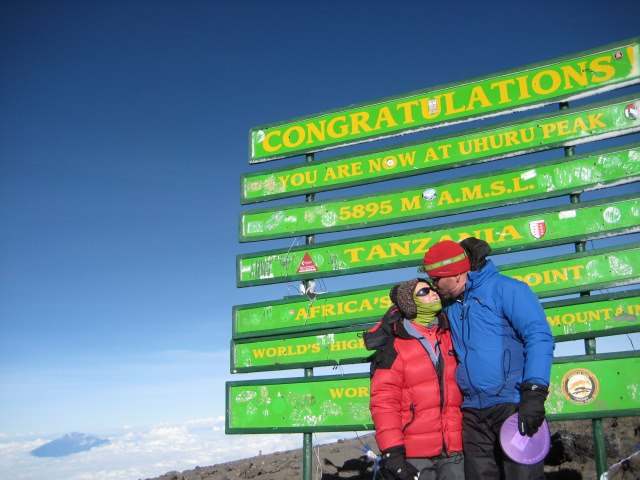 CONGRATULATIONS !
YOU ARE NOW AT UHURU PEAK
5895 M A.M.S.L.
TANZANIA
AFRICA'S POINT
WORLD'S HIGH MOUNTAIN
WOR